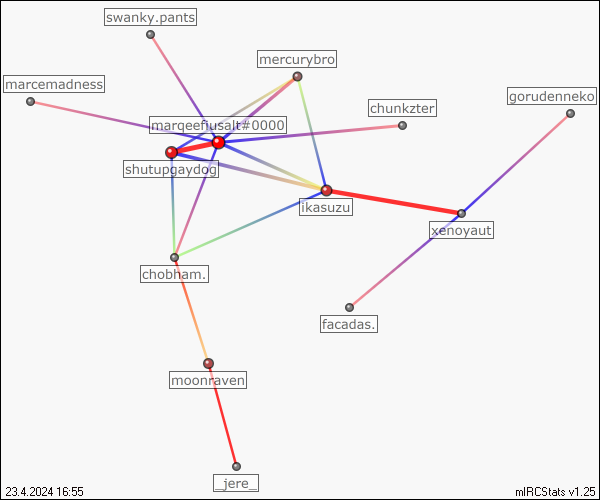 swanky.pants
mercurybro
marcemadness
gorudenneko
chunkzter
marqeefiusalt#0000
shutupgaydog
ikasuzu
xenoyaut
chobham.
facadas.
moonraven
_jere_
23.4.2024 16:55
mIRCStats v1.25